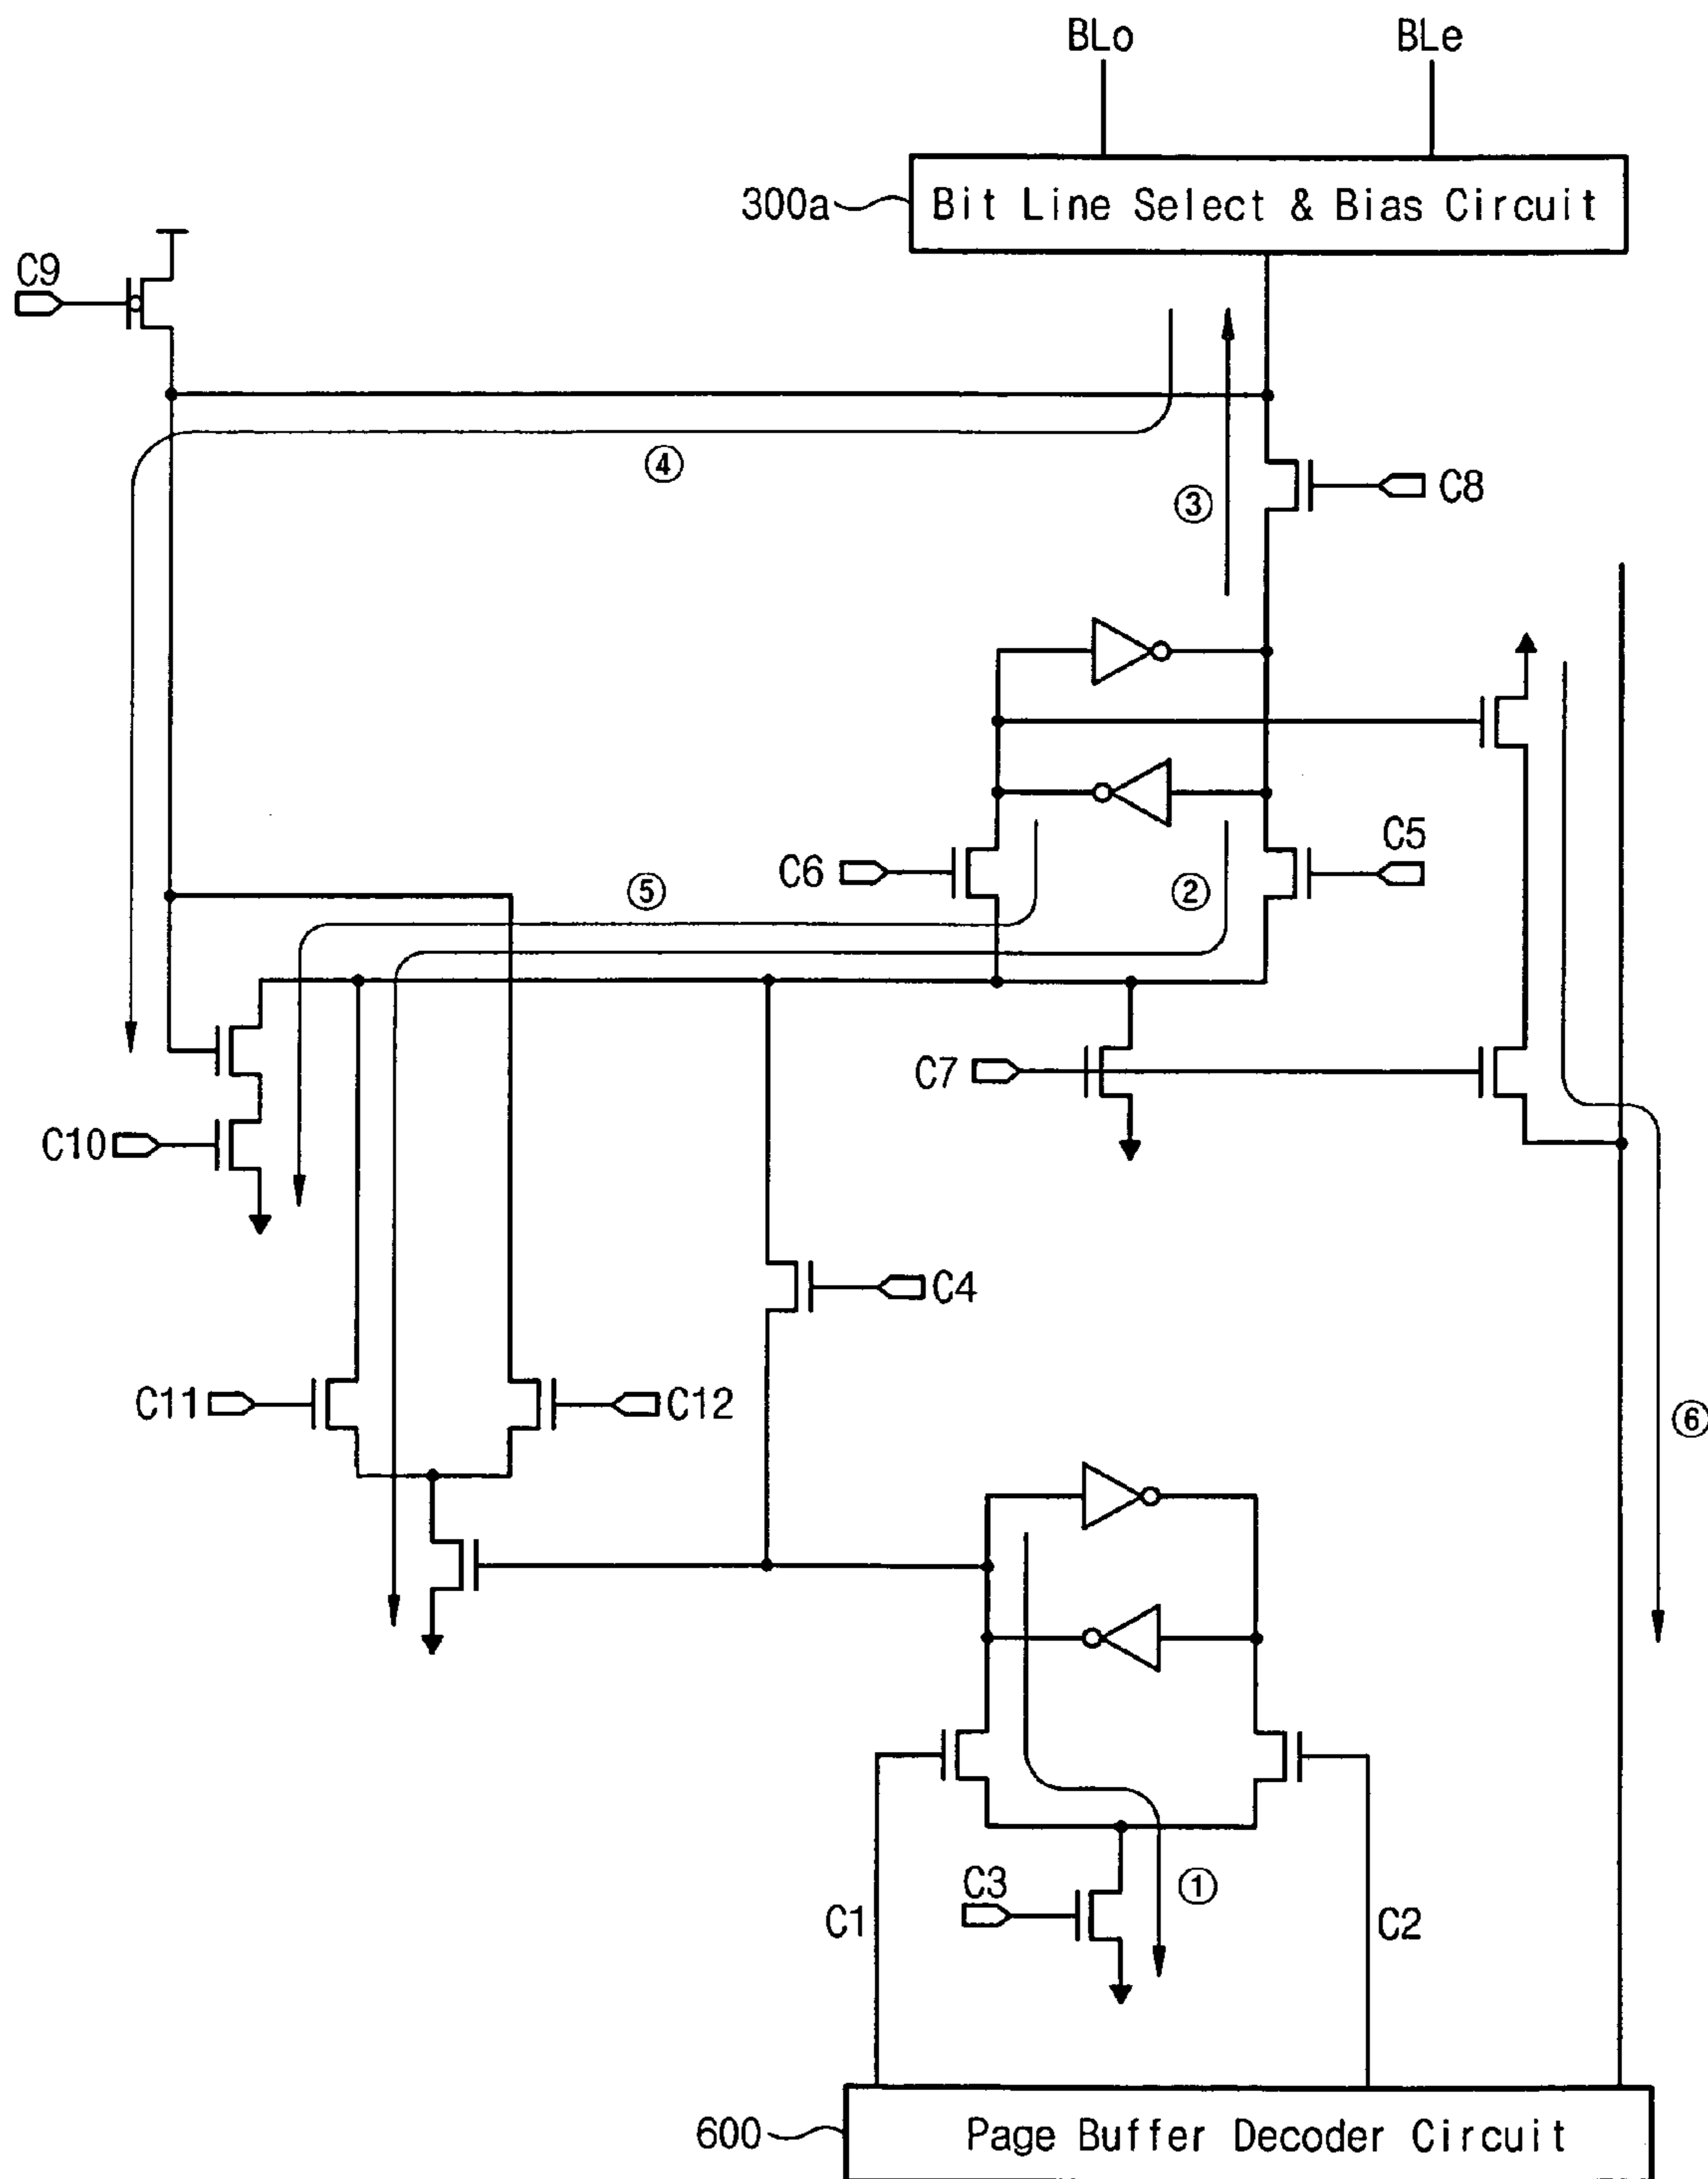 BLo BLe
300a Bit Line Select & Bias Circuit
C9
④
C8
③
C5
C6
⑤ ②
C7
C10
C4
C11 C12
⑥
C3
①
C1 C2
600 Page Buffer Decoder Circuit